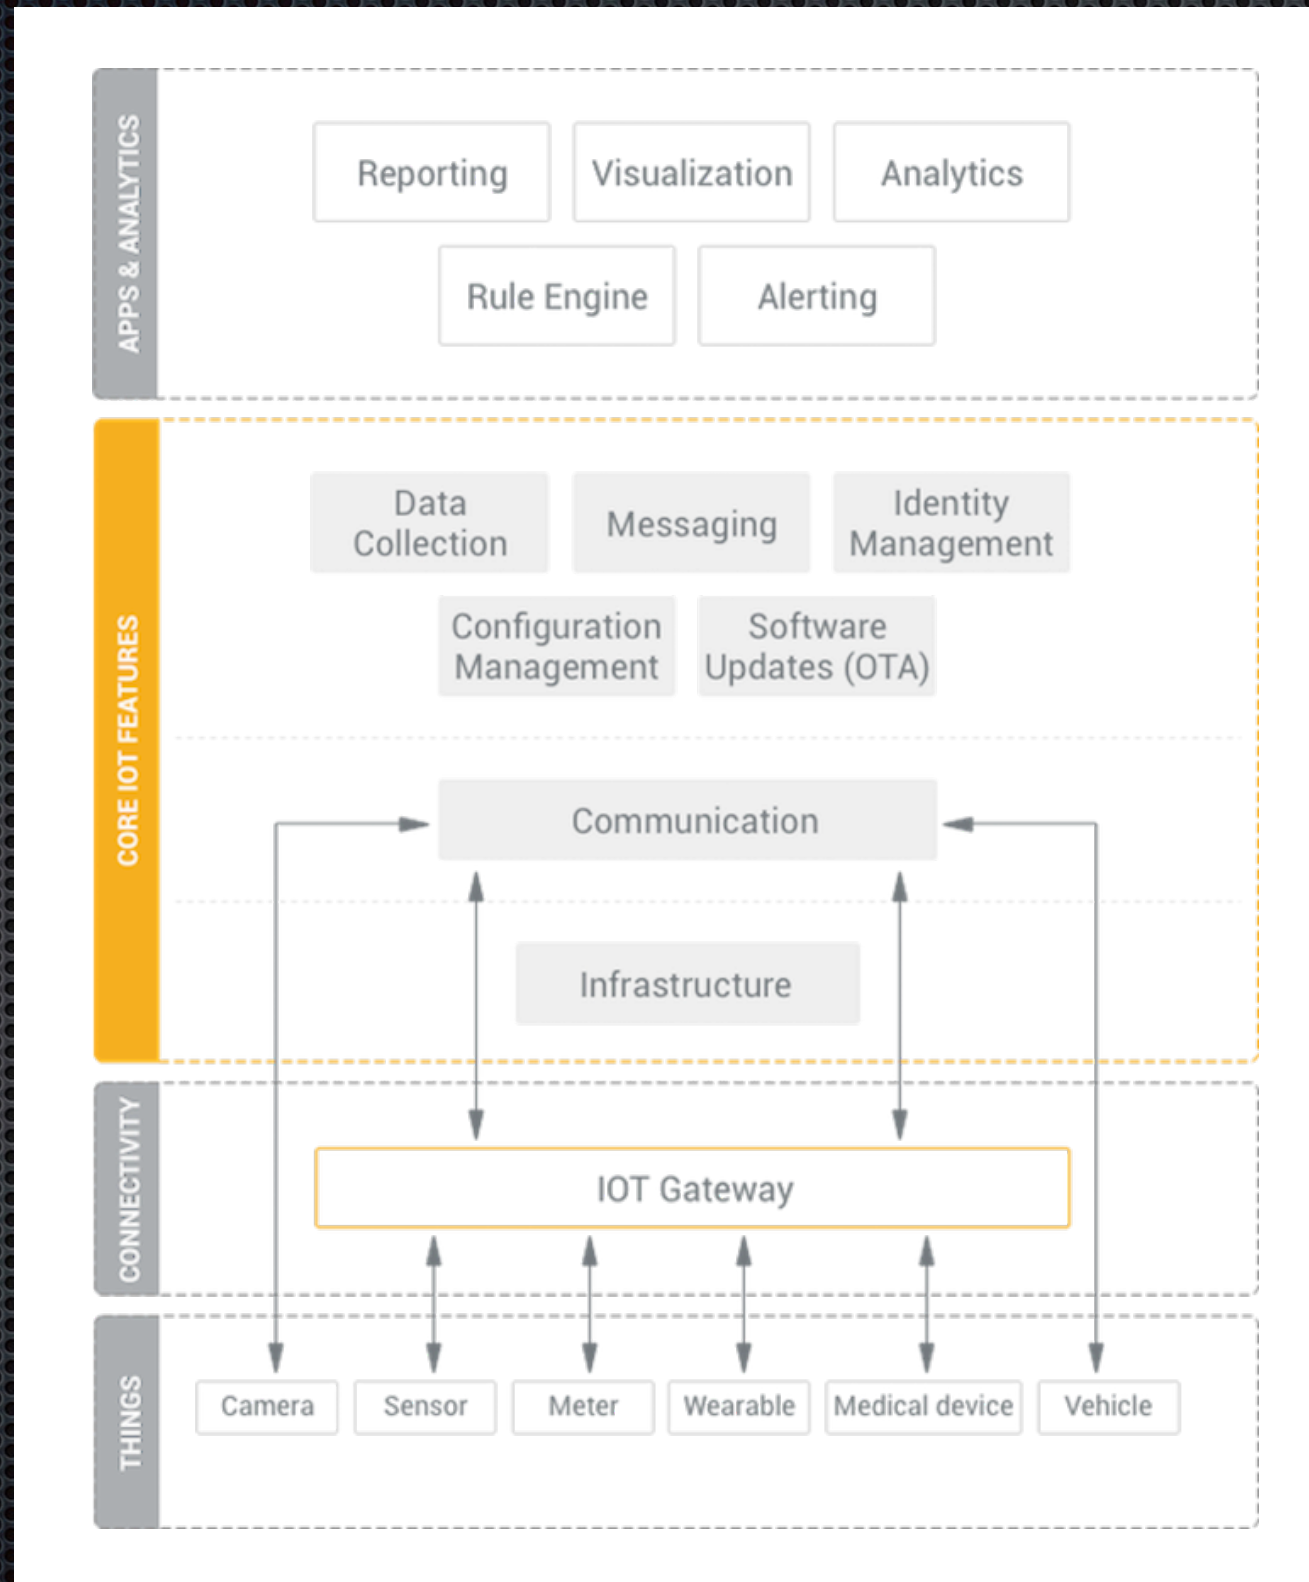 APPS & ANALYTICS
Reporting
Visualization
Analytics
Rule Engine
Alerting
CORE IOT FEATURES
Data
Collection
Messaging
Identity
Management
Configuration
Management
Software
Updates (OTA)
Communication
Infrastructure
CONNECTIVITY
IOT Gateway
THINGS
Camera
Sensor
Meter
Wearable
Medical device
Vehicle